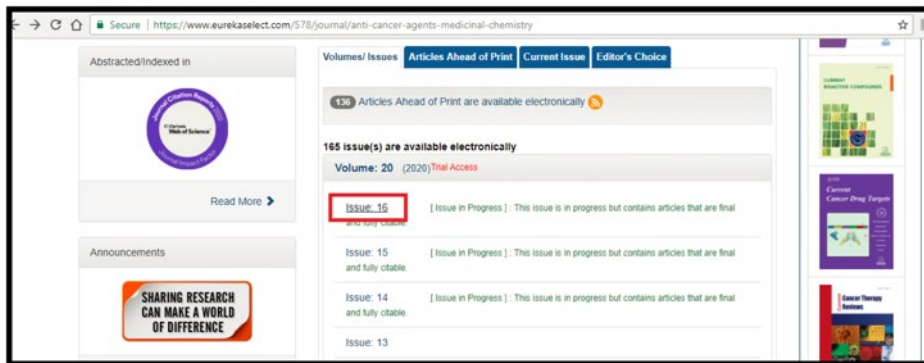 Secure | https://www.eurekaselect.com/578/journal/anti-cancer-agents-medicinal-chemistry
Abstracted/Indexed in
Journal Citation Reports
Clarivate
Web of Science
Journal Impact Factor
Read More
Announcements
SHARING RESEARCH
CAN MAKE A WORLD
OF DIFFERENCE
Volumes/ Issues Articles Ahead of Print Current Issue Editor's Choice
136 Articles Ahead of Print are available electronically
165 issue(s) are available electronically
Volume: 20 (2020) Trial Access
Issue: 16 [ Issue in Progress ] : This issue is in progress but contains articles that are final
and fully citable.
Issue: 15 [ Issue in Progress ] : This issue is in progress but contains articles that are final
and fully citable.
Issue: 14 [ Issue in Progress ] : This issue is in progress but contains articles that are final
and fully citable.
Issue: 13
CURRENT
BIOACTIVE COMPOUNDS
Current
Cancer Drug Targets
Current
Cancer Therapy
Reviews